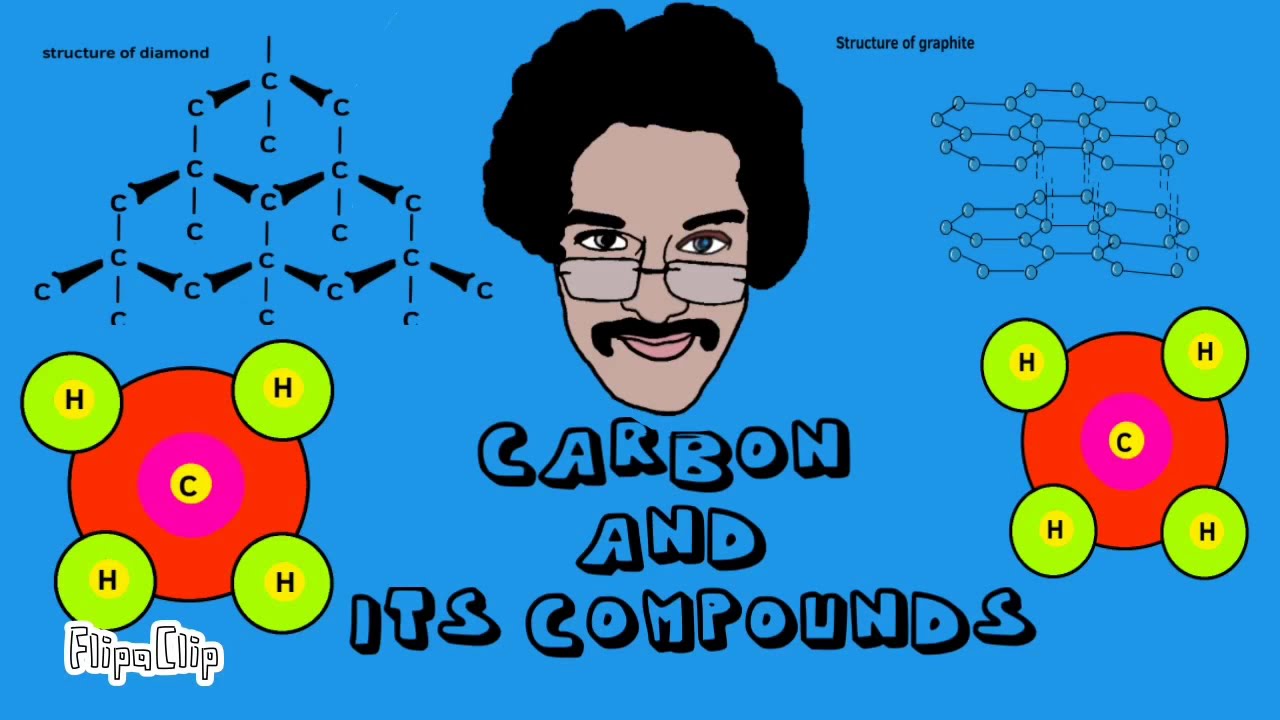 structure of diamond
Structure of graphite
C
C C
C
C C
C C C
C C
C C
C
C C C C
C C C
H H
C
H H
H H
C
H H
CARBON
AND
ITS COMPOUNDS
FlipaClip